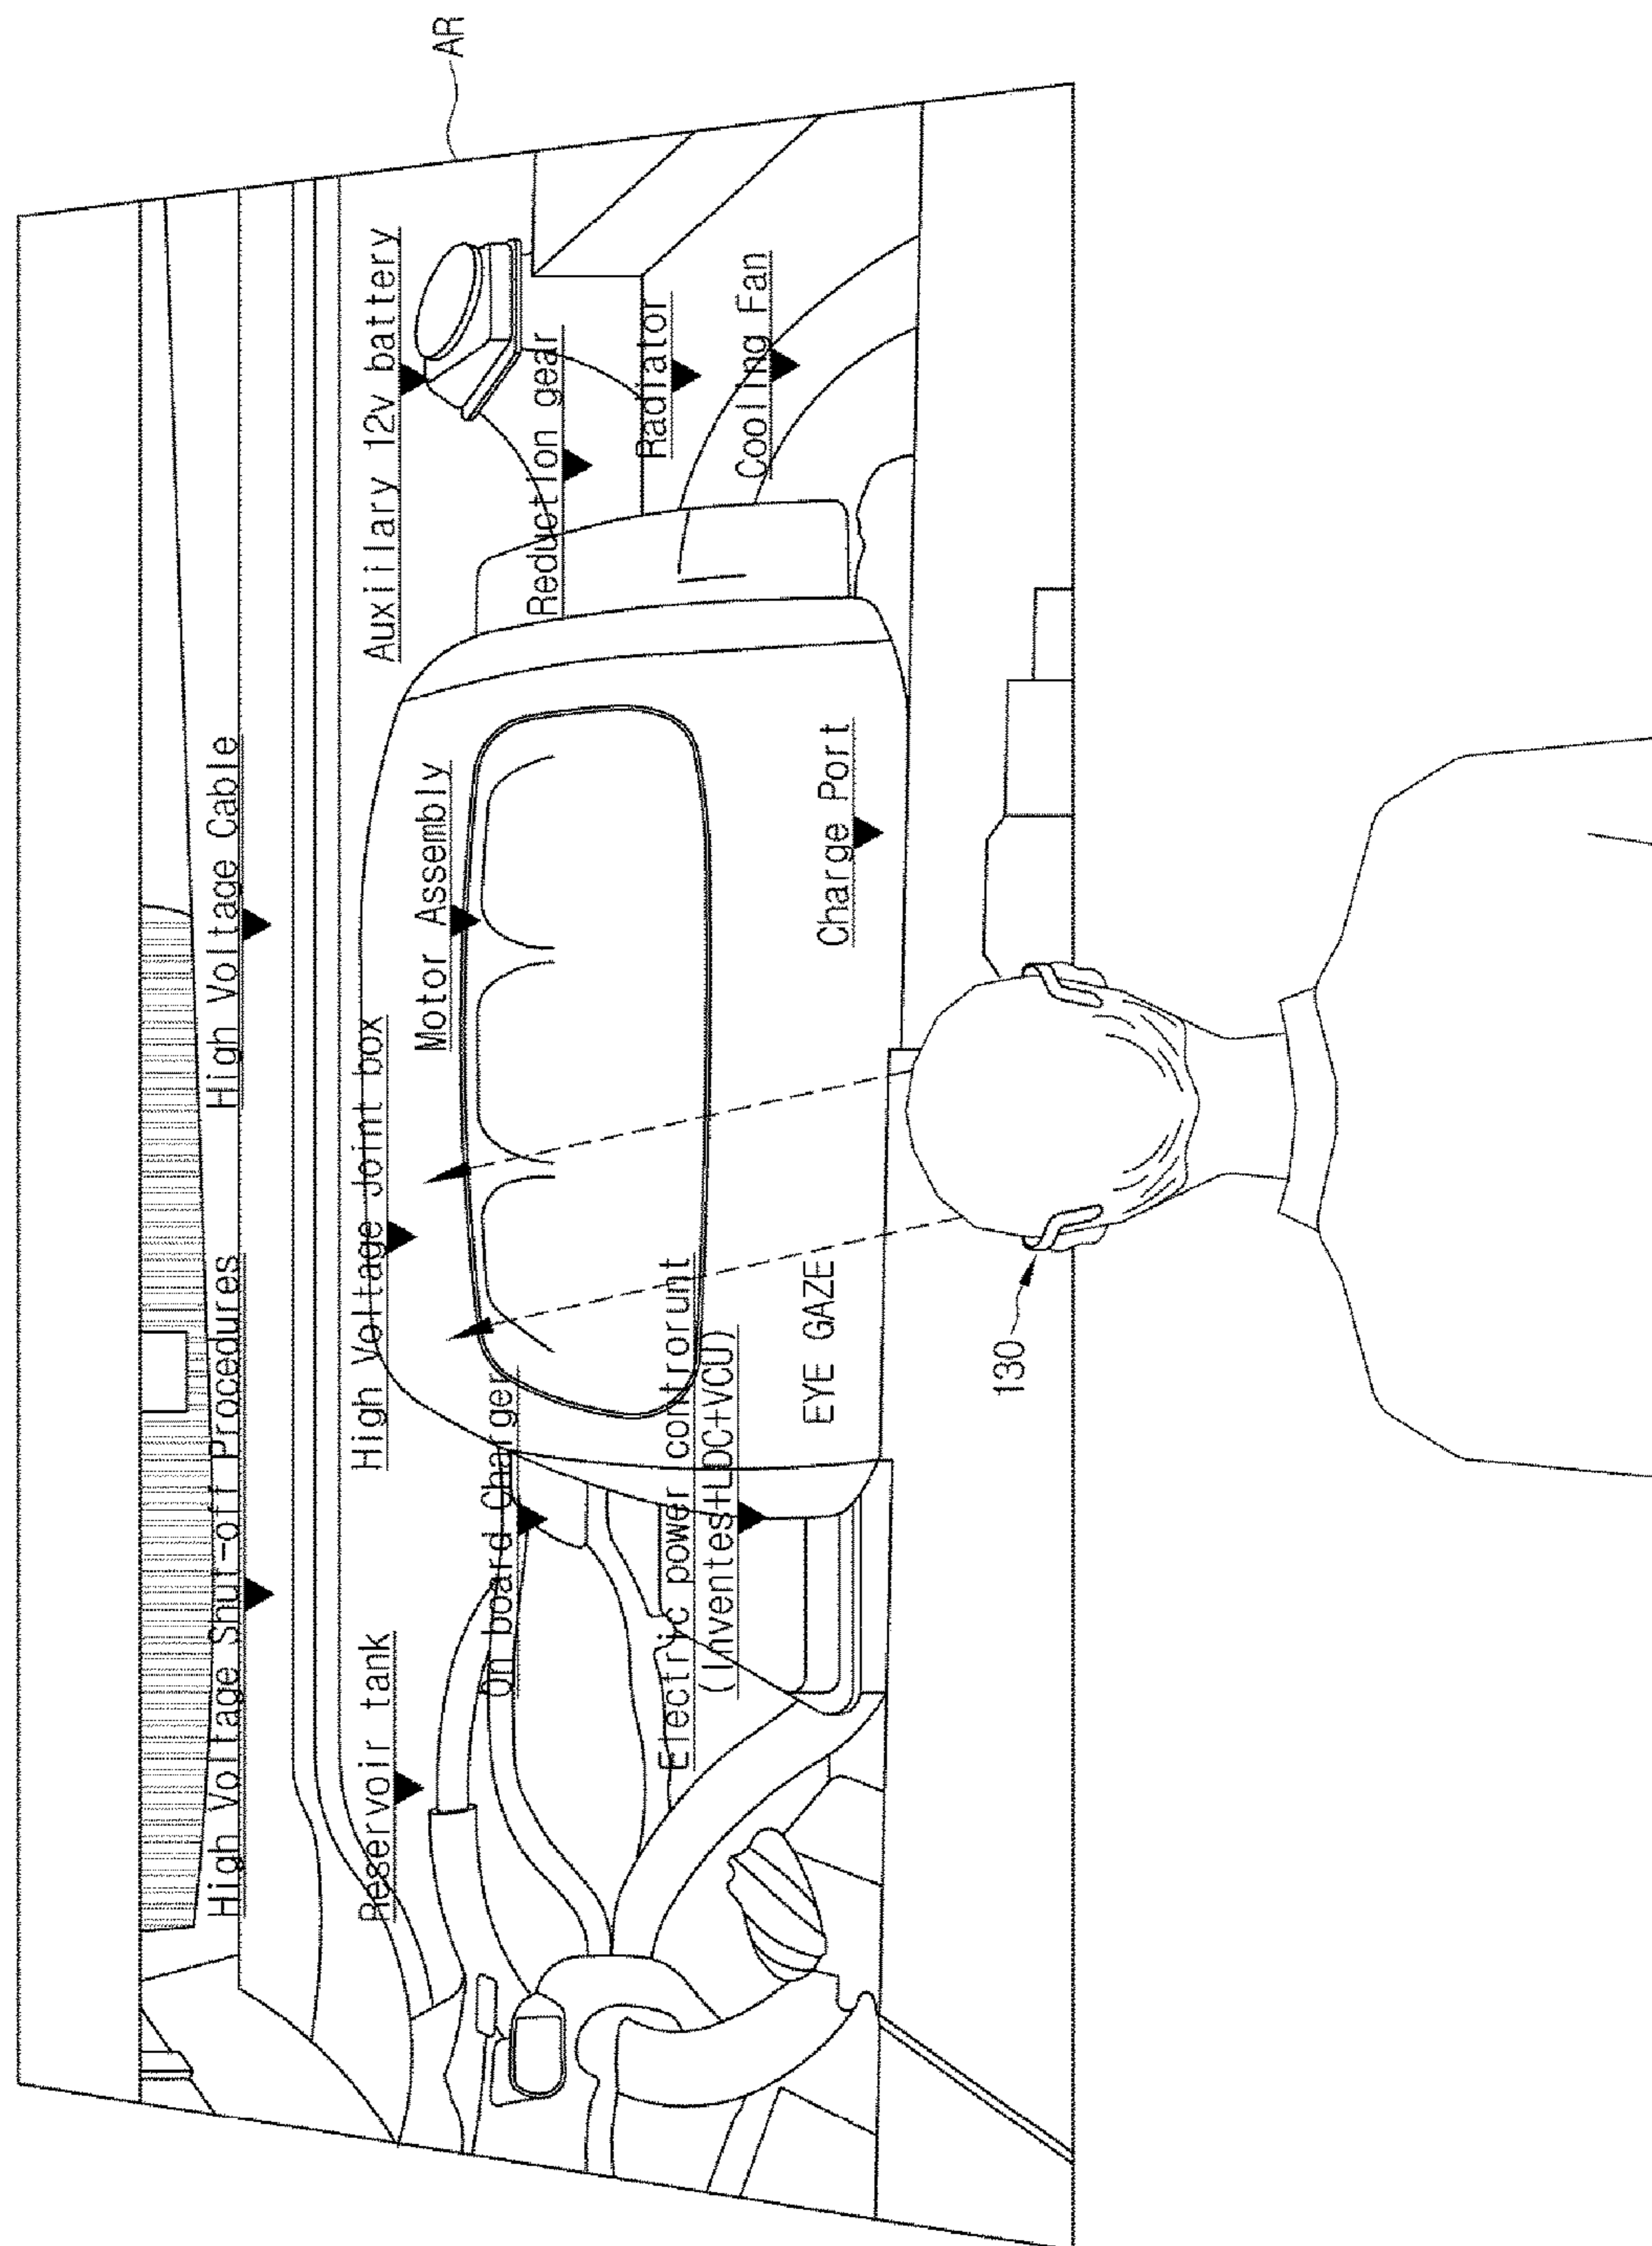 AR
High Voltage Shut-off Procedures
High Voltage Cable
Reservoir tank
High Voltage Joint box
Auxiliary 12v battery
Motor Assembly
On board Charger
Reduction gear
Radiator
Electric power controrunt
(Inventes+LDC+VCU)
Cooling Fan
Charge Port
EYE GAZE
130